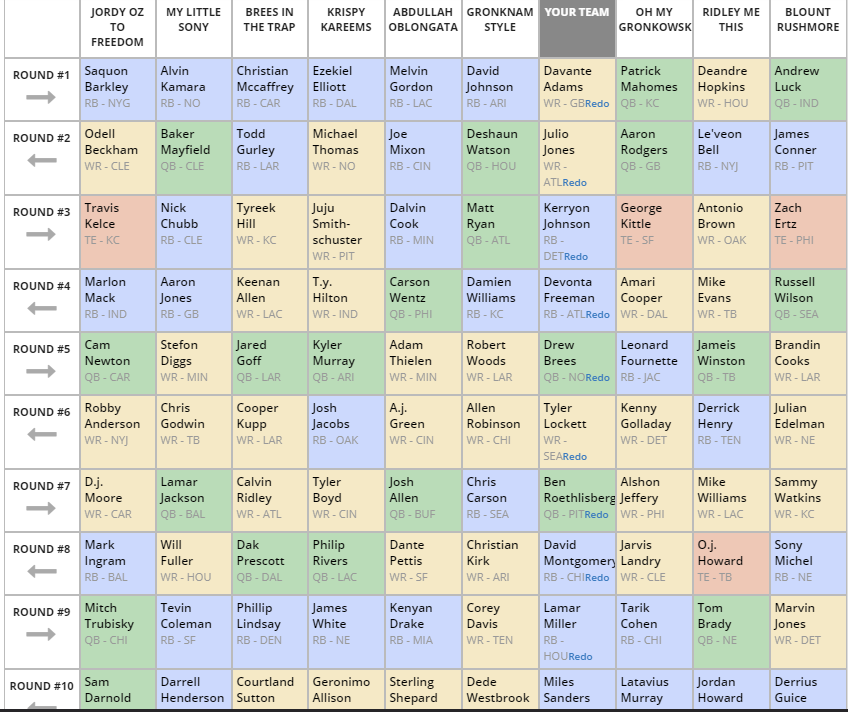 JORDY OZ TO FREEDOM
MY LITTLE SONY
BREES IN THE TRAP
KRISPY KAREEMS
ABDULLAH OBLONGATA
GRONKNAM STYLE
YOUR TEAM
OH MY GRONKOWSK
RIDLEY ME THIS
BLOUNT RUSHMORE
ROUND #1
Saquon Barkley
RB - NYG
Alvin Kamara
RB - NO
Christian Mccaffrey
RB - CAR
Ezekiel Elliott
RB - DAL
Melvin Gordon
RB - LAC
David Johnson
RB - ARI
Davante Adams
WR - GBRedo
Patrick Mahomes
QB - KC
Deandre Hopkins
WR - HOU
Andrew Luck
QB - IND
ROUND #2
Odell Beckham
WR - CLE
Baker Mayfield
QB - CLE
Todd Gurley
RB - LAR
Michael Thomas
WR - NO
Joe Mixon
RB - CIN
Deshaun Watson
QB - HOU
Julio Jones
WR - ATLRedo
Aaron Rodgers
QB - GB
Le'veon Bell
RB - NYJ
James Conner
RB - PIT
ROUND #3
Travis Kelce
TE - KC
Nick Chubb
RB - CLE
Tyreek Hill
WR - KC
Juju Smith-schuster
WR - PIT
Dalvin Cook
RB - MIN
Matt Ryan
QB - ATL
Kerryon Johnson
RB - DETRedo
George Kittle
TE - SF
Antonio Brown
WR - OAK
Zach Ertz
TE - PHI
ROUND #4
Marlon Mack
RB - IND
Aaron Jones
RB - GB
Keenan Allen
WR - LAC
T.y. Hilton
WR - IND
Carson Wentz
QB - PHI
Damien Williams
RB - KC
Devonta Freeman
RB - ATLRedo
Amari Cooper
WR - DAL
Mike Evans
WR - TB
Russell Wilson
QB - SEA
ROUND #5
Cam Newton
QB - CAR
Stefon Diggs
WR - MIN
Jared Goff
QB - LAR
Kyler Murray
QB - ARI
Adam Thielen
WR - MIN
Robert Woods
WR - LAR
Drew Brees
QB - NORedo
Leonard Fournette
RB - JAC
Jameis Winston
QB - TB
Brandin Cooks
WR - LAR
ROUND #6
Robby Anderson
WR - NYJ
Chris Godwin
WR - TB
Cooper Kupp
WR - LAR
Josh Jacobs
RB - OAK
A.j. Green
WR - CIN
Allen Robinson
WR - CHI
Tyler Lockett
WR - SEARedo
Kenny Golladay
WR - DET
Derrick Henry
RB - TEN
Julian Edelman
WR - NE
ROUND #7
D.j. Moore
WR - CAR
Lamar Jackson
QB - BAL
Calvin Ridley
WR - ATL
Tyler Boyd
WR - CIN
Josh Allen
QB - BUF
Chris Carson
RB - SEA
Ben Roethlisberg
QB - PITRedo
Alshon Jeffery
WR - PHI
Mike Williams
WR - LAC
Sammy Watkins
WR - KC
ROUND #8
Mark Ingram
RB - BAL
Will Fuller
WR - HOU
Dak Prescott
QB - DAL
Philip Rivers
QB - LAC
Dante Pettis
WR - SF
Christian Kirk
WR - ARI
David Montgomery
RB - CHIRedo
Jarvis Landry
WR - CLE
O.j. Howard
TE - TB
Sony Michel
RB - NE
ROUND #9
Mitch Trubisky
QB - CHI
Tevin Coleman
RB - SF
Phillip Lindsay
RB - DEN
James White
RB - NE
Kenyan Drake
RB - MIA
Corey Davis
WR - TEN
Lamar Miller
RB - HOURedo
Tarik Cohen
RB - CHI
Tom Brady
QB - NE
Marvin Jones
WR - DET
ROUND #10
Sam Darnold
Darrell Henderson
Courtland Sutton
Geronimo Allison
Sterling Shepard
Dede Westbrook
Miles Sanders
Latavius Murray
Jordan Howard
Derrius Guice